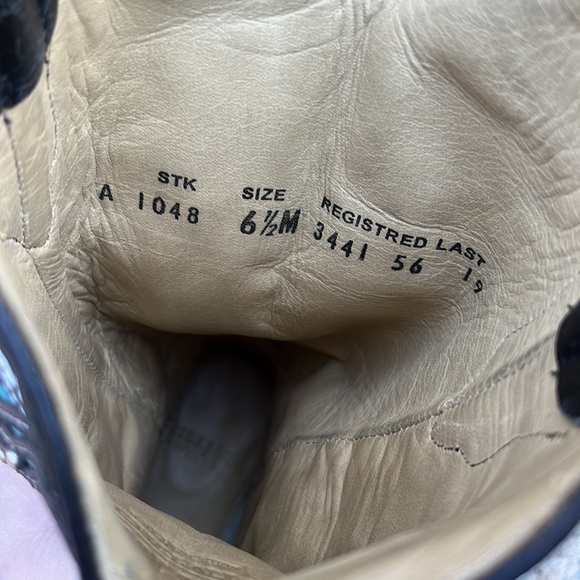 STK SIZE REGISTRED LAST
A 1048 6½M 3441 56 19